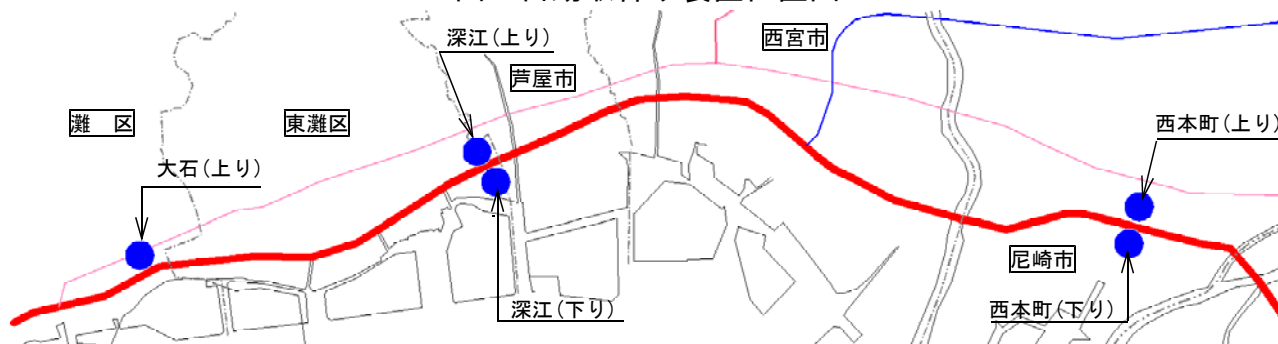 西宮市
深江(上り)
芦屋市
灘　区
東灘区
西本町(上り)
大石(上り)
尼崎市
深江(下り)
西本町(下り)